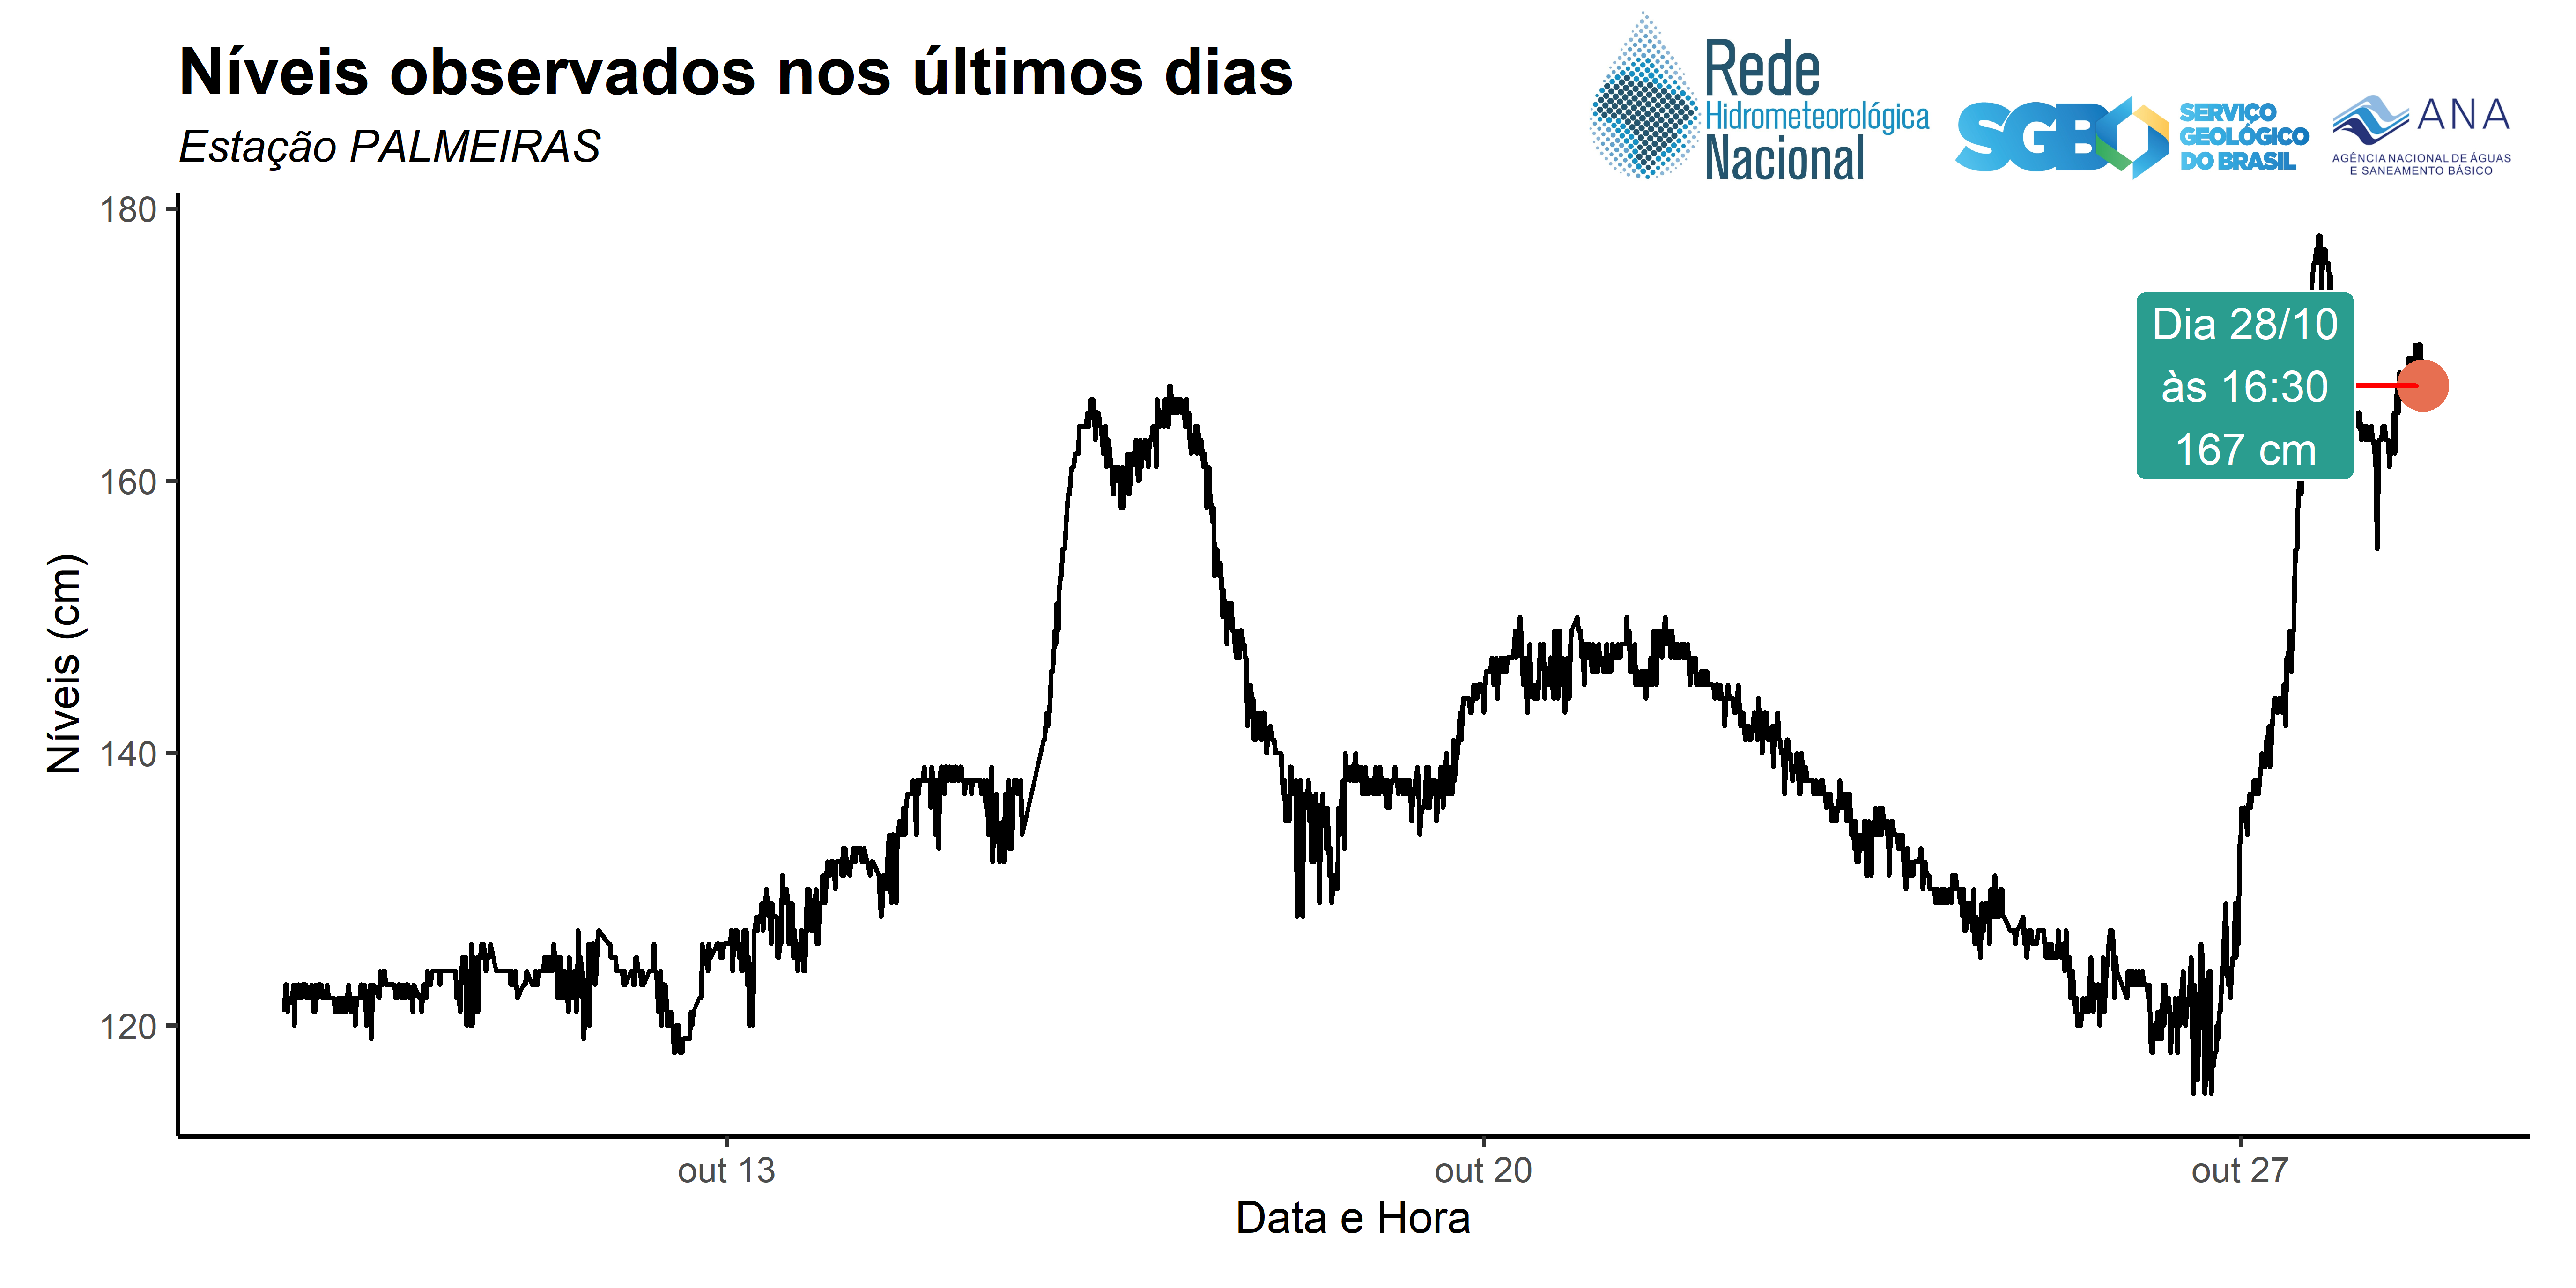 Níveis observados nos últimos dias
Estação PALMEIRAS
Rede
Hidrometeorológica
Nacional
SGB
SERVIÇO
GEOLÓGICO
DO BRASIL
ANA
AGÊNCIA NACIONAL DE ÁGUAS
E SANEAMENTO BÁSICO
Níveis (cm)
180
160
140
120
Dia 28/10
às 16:30
167 cm
out 13
out 20
out 27
Data e Hora